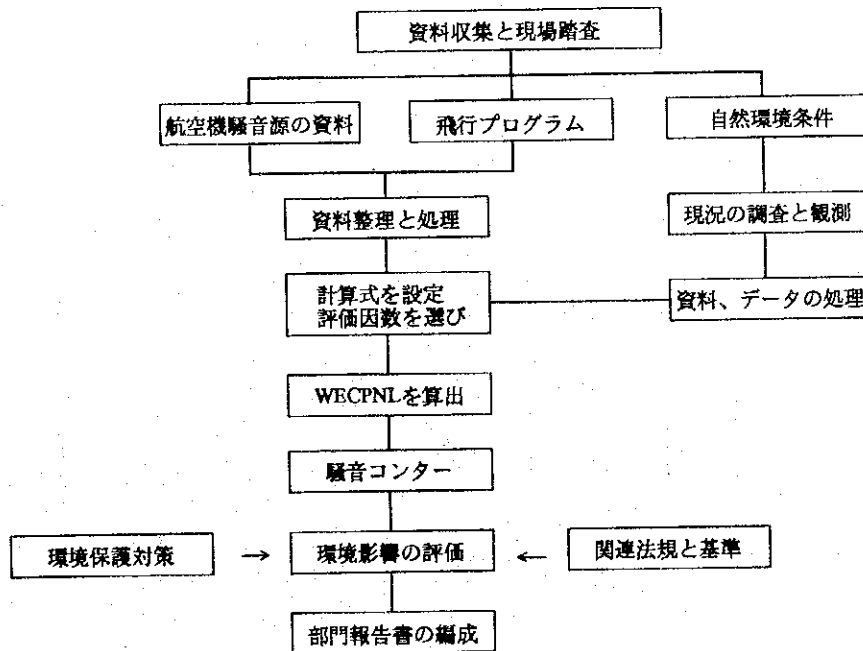 資料収集と現場踏査
航空機騒音源の資料
飛行プログラム
自然環境条件
資料整理と処理
現況の調査と観測
計算式を設定
評価因数を選び
資料、データの処理
WECPNLを算出
騒音コンター
環境保護対策
環境影響の評価
関連法規と基準
部門報告書の編成